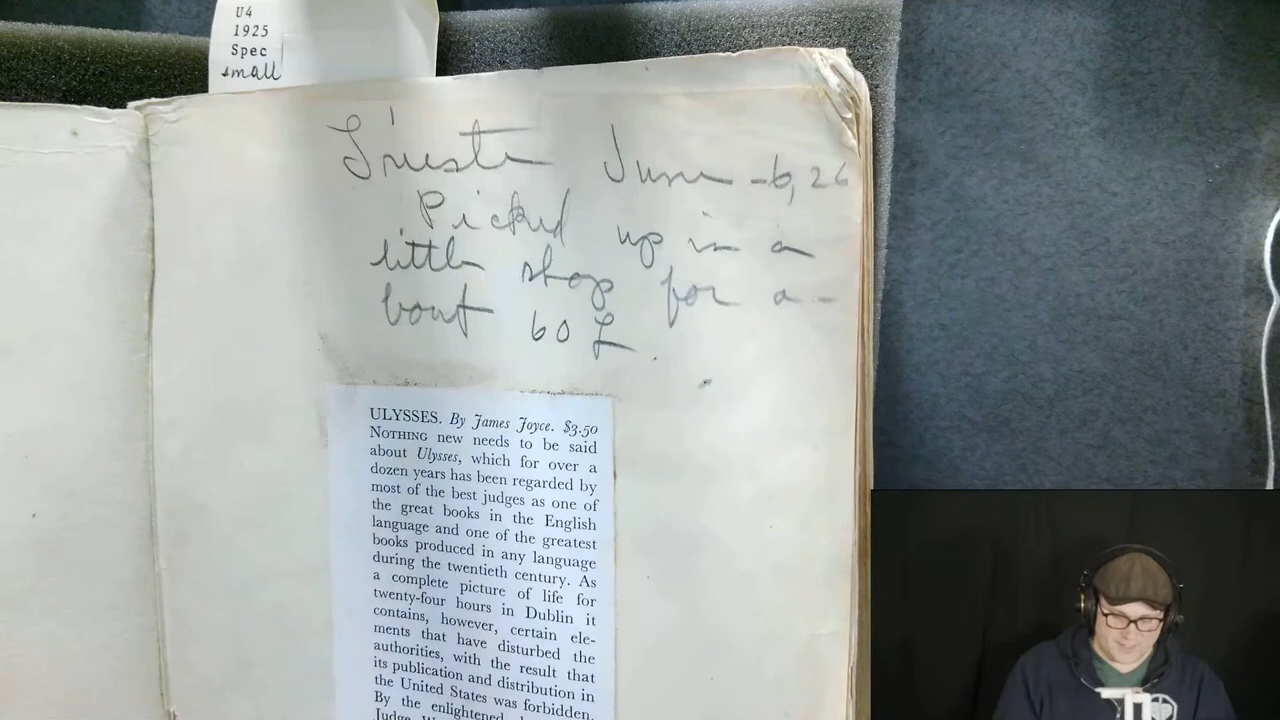 U4
1925
Spec
small
Trieste June -6, 26
Picked up in a
little shop for a-
bout 60 £.
ULYSSES. By James Joyce. $3.50
NOTHING new needs to be said
about Ulysses, which for over a
dozen years has been regarded by
most of the best judges as one of
the great books in the English
language and one of the greatest
books produced in any language
during the twentieth century. As
a complete picture of life for
twenty-four hours in Dublin it
contains, however, certain ele-
ments that have disturbed the
authorities, with the result that
its publication and distribution in
the United States was forbidden.
By the enlightened
Judge